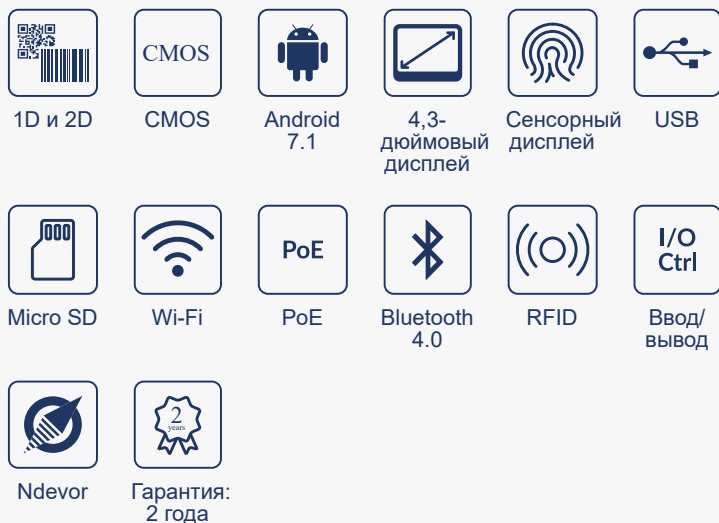 CMOS
1D и 2D
CMOS
Android
7.1
4,3-
дюймовый
дисплей
Сенсорный
дисплей
USB
PoE
I/O
Ctrl
Micro SD
Wi-Fi
PoE
Bluetooth
4.0
RFID
Ввод/
вывод
2
years
Ndevor
Гарантия:
2 года